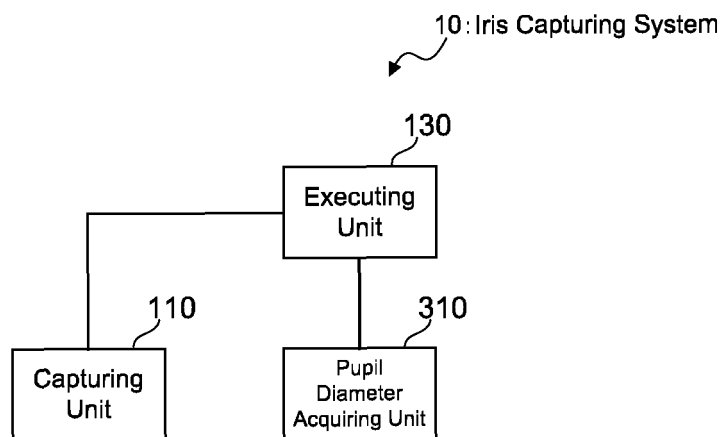 10:Iris Capturing System
130
Executing
Unit
110
310
Capturing
Unit
Pupil
Diameter
Acquiring Unit